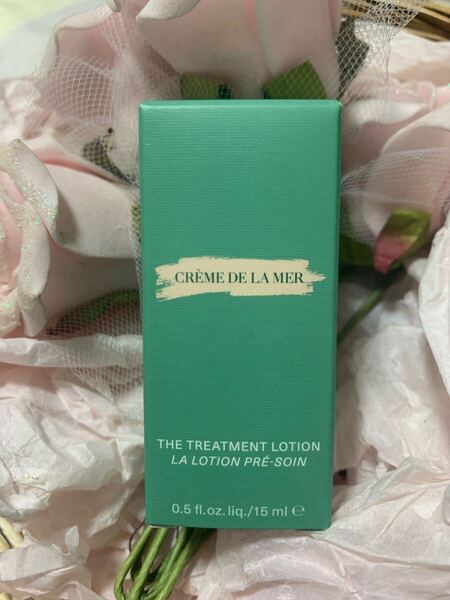 CRÈME DE LA MER
THE TREATMENT LOTION
LA LOTION PRÉ-SOIN
0.5 fl.oz.liq./15 ml ℮